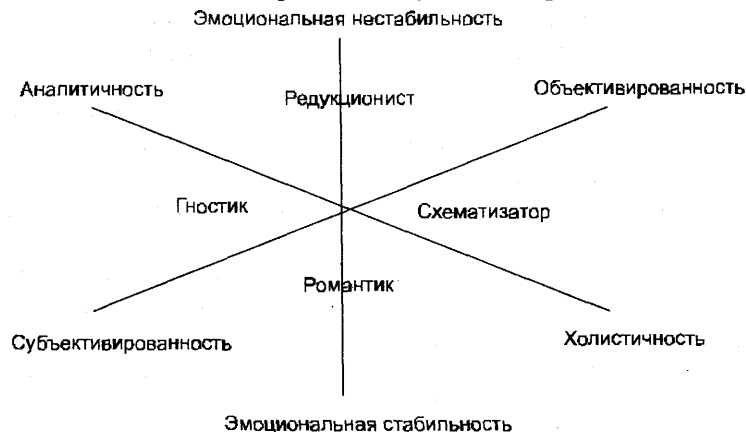 Эмоциональная нестабильность
Аналитичность
Редукционист
Объективированность
Гностик
Схематизатор
Романтик
Субъективированность
Холистичность
Эмоциональная стабильность